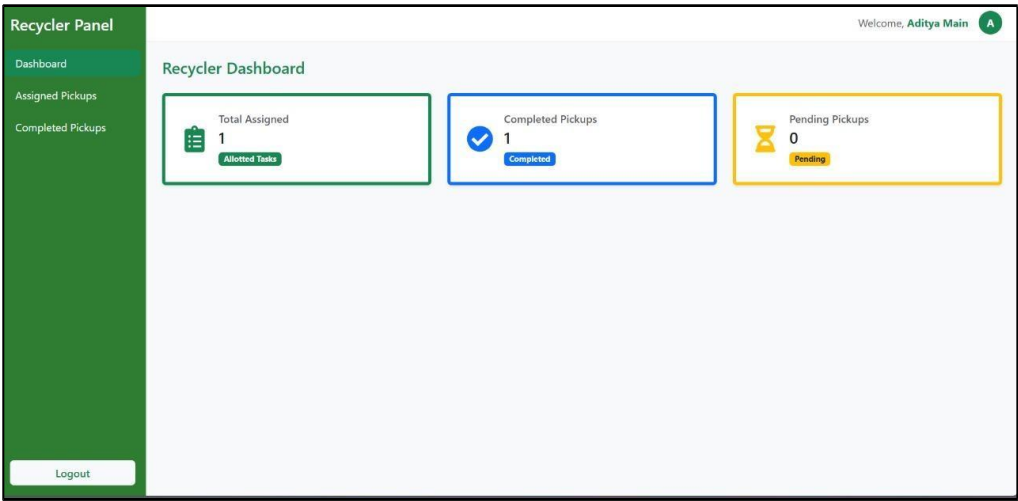 Recycler Panel
Welcome, Aditya Main
A
Dashboard
Assigned Pickups
Completed Pickups
Recycler Dashboard
Total Assigned
1
Allotted Tasks
Completed Pickups
1
Completed
Pending Pickups
0
Pending
Logout